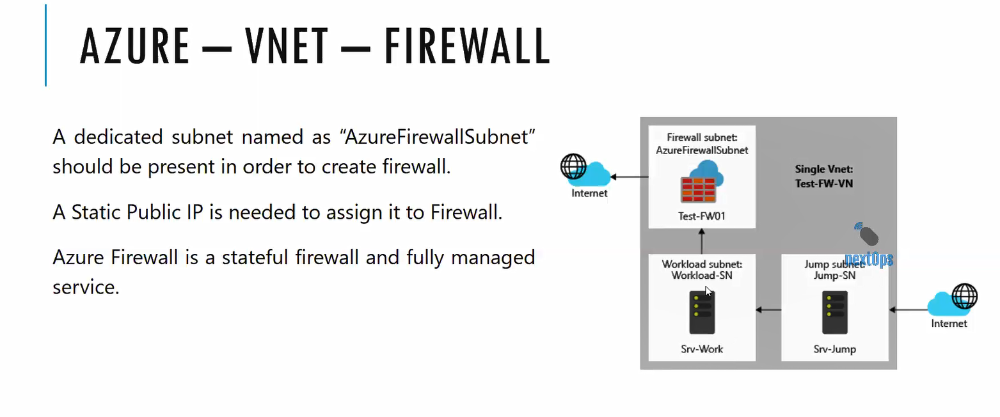 AZURE – VNET – FIREWALL
A dedicated subnet named as “AzureFirewallSubnet”
should be present in order to create firewall.
A Static Public IP is needed to assign it to Firewall.
Azure Firewall is a stateful firewall and fully managed
service.
Firewall subnet:
AzureFirewallSubnet
Test-FW01
Single Vnet:
Test-FW-VN
Internet
Workload subnet:
Workload-SN
Srv-Work
Jump subnet:
Jump-SN
Srv-Jump
nextOps
Internet